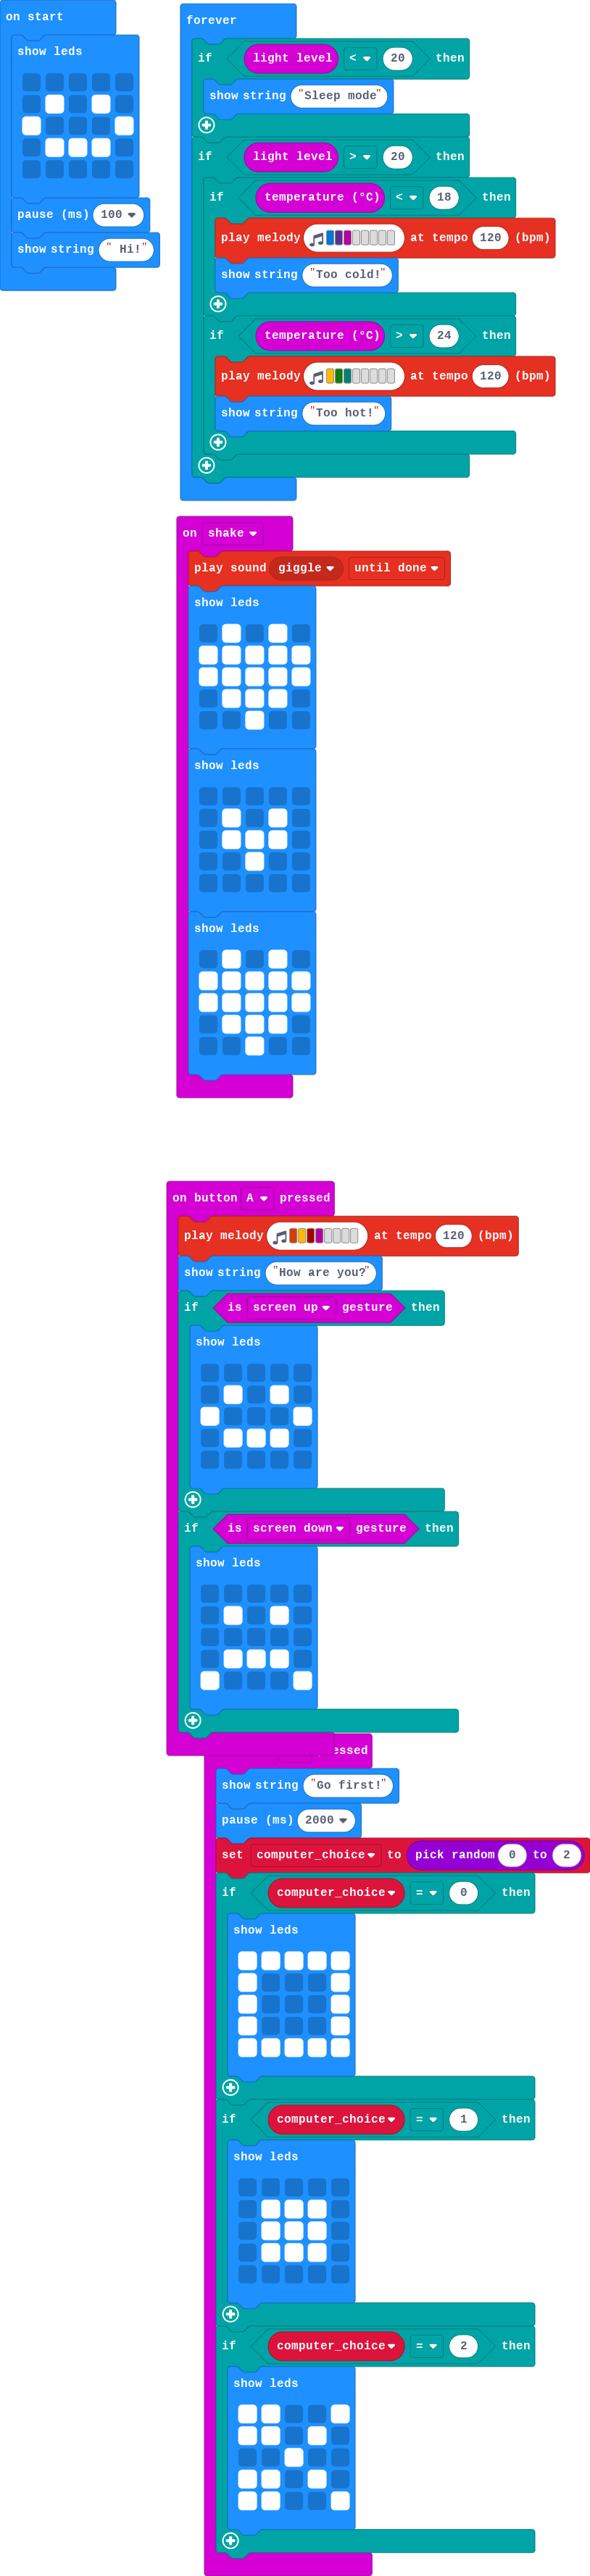 on start
show leds
pause (ms) 100
show string " Hi!"
forever
if light level < 20 then
show string "Sleep mode"
if light level > 20 then
if temperature (°C) < 18 then
play melody at tempo 120 (bpm)
show string "Too cold!"
if temperature (°C) > 24 then
play melody at tempo 120 (bpm)
show string "Too hot!"
on shake
play sound giggle until done
show leds
show leds
show leds
on button A pressed
play melody at tempo 120 (bpm)
show string "How are you?"
if is screen up gesture then
show leds
if is screen down gesture then
show leds
essed
show string "Go first!"
pause (ms) 2000
set computer_choice to pick random 0 to 2
if computer_choice = 0 then
show leds
if computer_choice = 1 then
show leds
if computer_choice = 2 then
show leds